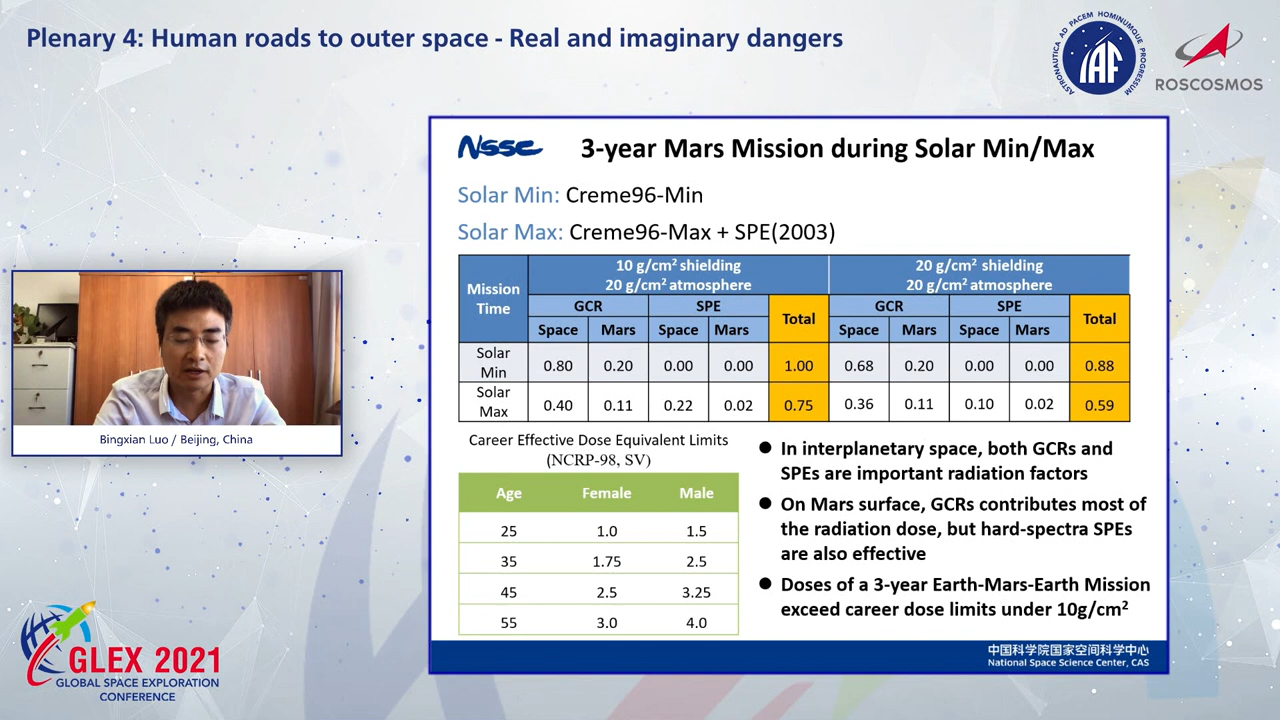 Plenary 4: Human roads to outer space - Real and imaginary dangers
ASTRONAUTICA AD PACEM HOMINUMQUE PROGRESSUM
IAF
ROSCOSMOS
NSSC
3-year Mars Mission during Solar Min/Max
Solar Min: Creme96-Min
Solar Max: Creme96-Max + SPE(2003)
Mission Time
10 g/cm² shielding
20 g/cm² atmosphere
20 g/cm² shielding
20 g/cm² atmosphere
GCR SPE Total GCR SPE Total
Space Mars Space Mars Space Mars Space Mars
Solar Min 0.80 0.20 0.00 0.00 1.00 0.68 0.20 0.00 0.00 0.88
Solar Max 0.40 0.11 0.22 0.02 0.75 0.36 0.11 0.10 0.02 0.59
Career Effective Dose Equivalent Limits
(NCRP-98, SV)
Age Female Male
25 1.0 1.5
35 1.75 2.5
45 2.5 3.25
55 3.0 4.0
● In interplanetary space, both GCRs and
SPEs are important radiation factors
● On Mars surface, GCRs contributes most of
the radiation dose, but hard-spectra SPEs
are also effective
● Doses of a 3-year Earth-Mars-Earth Mission
exceed career dose limits under 10g/cm²
中国科学院国家空间科学中心
National Space Science Center, CAS
Bingxian Luo / Beijing, China
GLEX 2021
GLOBAL SPACE EXPLORATION
CONFERENCE